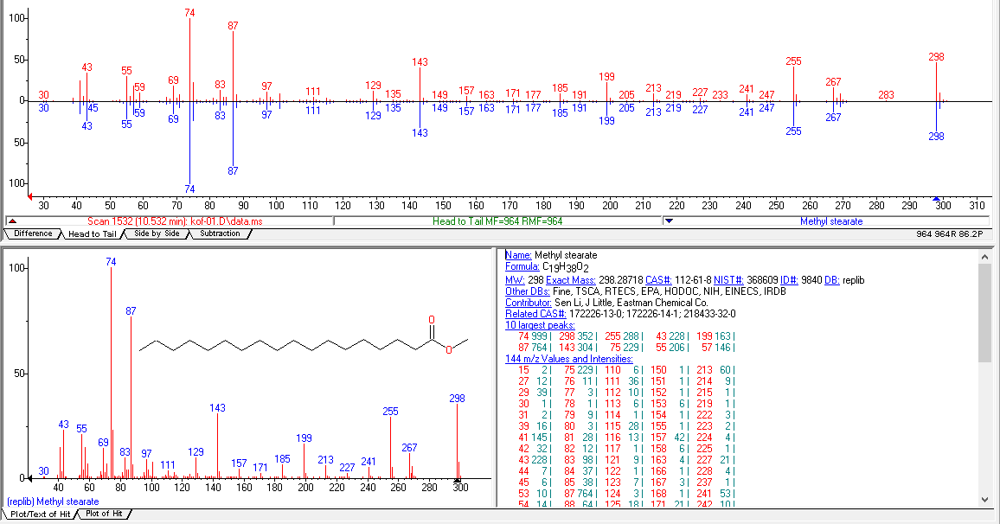 100
74
87
50
43
55
59
69
83
97
111
129
135
143
149
157
163
171
177
185
191
199
205
213
219
227
233
241
247
255
267
283
298
30
0
30
45
43
55
59
69
83
97
111
129
135
143
149
157
163
171
177
185
191
199
205
213
219
227
241
247
255
267
298
50
87
100
74
30 40 50 60 70 80 90 100 110 120 130 140 150 160 170 180 190 200 210 220 230 240 250 260 270 280 290 300 310
Scan 1532 (10.532 min): kof-01.D\data.ms Head to Tail MF=964 RMF=964 Methyl stearate
Difference Head to Tail Side by Side Subtraction 964 964R 86.2P
100
74
87
O
O
50
43
55
69
83
97
111
129
143
157
171
185
199
213
227
241
255
267
298
30
0
40 60 80 100 120 140 160 180 200 220 240 260 280 300
(replib) Methyl stearate
Plot/Text of Hit Plot of Hit
Name: Methyl stearate
Formula: C19H38O2
MW: 298 Exact Mass: 298.28718 CAS#: 112-61-8 NIST#: 368609 ID#: 9840 DB: replib
Other DBs: Fine, TSCA, RTECS, EPA, HODOC, NIH, EINECS, IRDB
Contributor: Sen Li, J Little, Eastman Chemical Co.
Related CAS#: 172226-13-0; 172226-14-1; 218433-32-0
10 largest peaks:
74 999 | 298 352 | 255 288 | 43 228 | 199 163 |
87 764 | 143 304 | 75 229 | 55 206 | 57 146 |
144 m/z Values and Intensities:
15 2 | 75 229 | 110 6 | 150 1 | 213 60 |
27 12 | 76 11 | 111 36 | 151 1 | 214 9 |
29 39 | 77 3 | 112 10 | 152 1 | 215 1 |
30 1 | 78 1 | 113 6 | 153 6 | 219 1 |
31 2 | 79 9 | 114 1 | 154 1 | 222 3 |
39 16 | 80 3 | 115 28 | 155 1 | 223 2 |
41 145 | 81 28 | 116 13 | 157 42 | 224 4 |
42 32 | 82 12 | 117 1 | 158 6 | 225 1 |
43 228 | 83 98 | 121 9 | 163 4 | 227 21 |
44 7 | 84 37 | 122 1 | 166 1 | 228 4 |
45 6 | 85 38 | 123 7 | 167 3 | 237 1 |
53 10 | 87 764 | 124 3 | 168 1 | 241 53 |
54 14 | 88 64 | 125 18 | 171 21 | 242 10 |